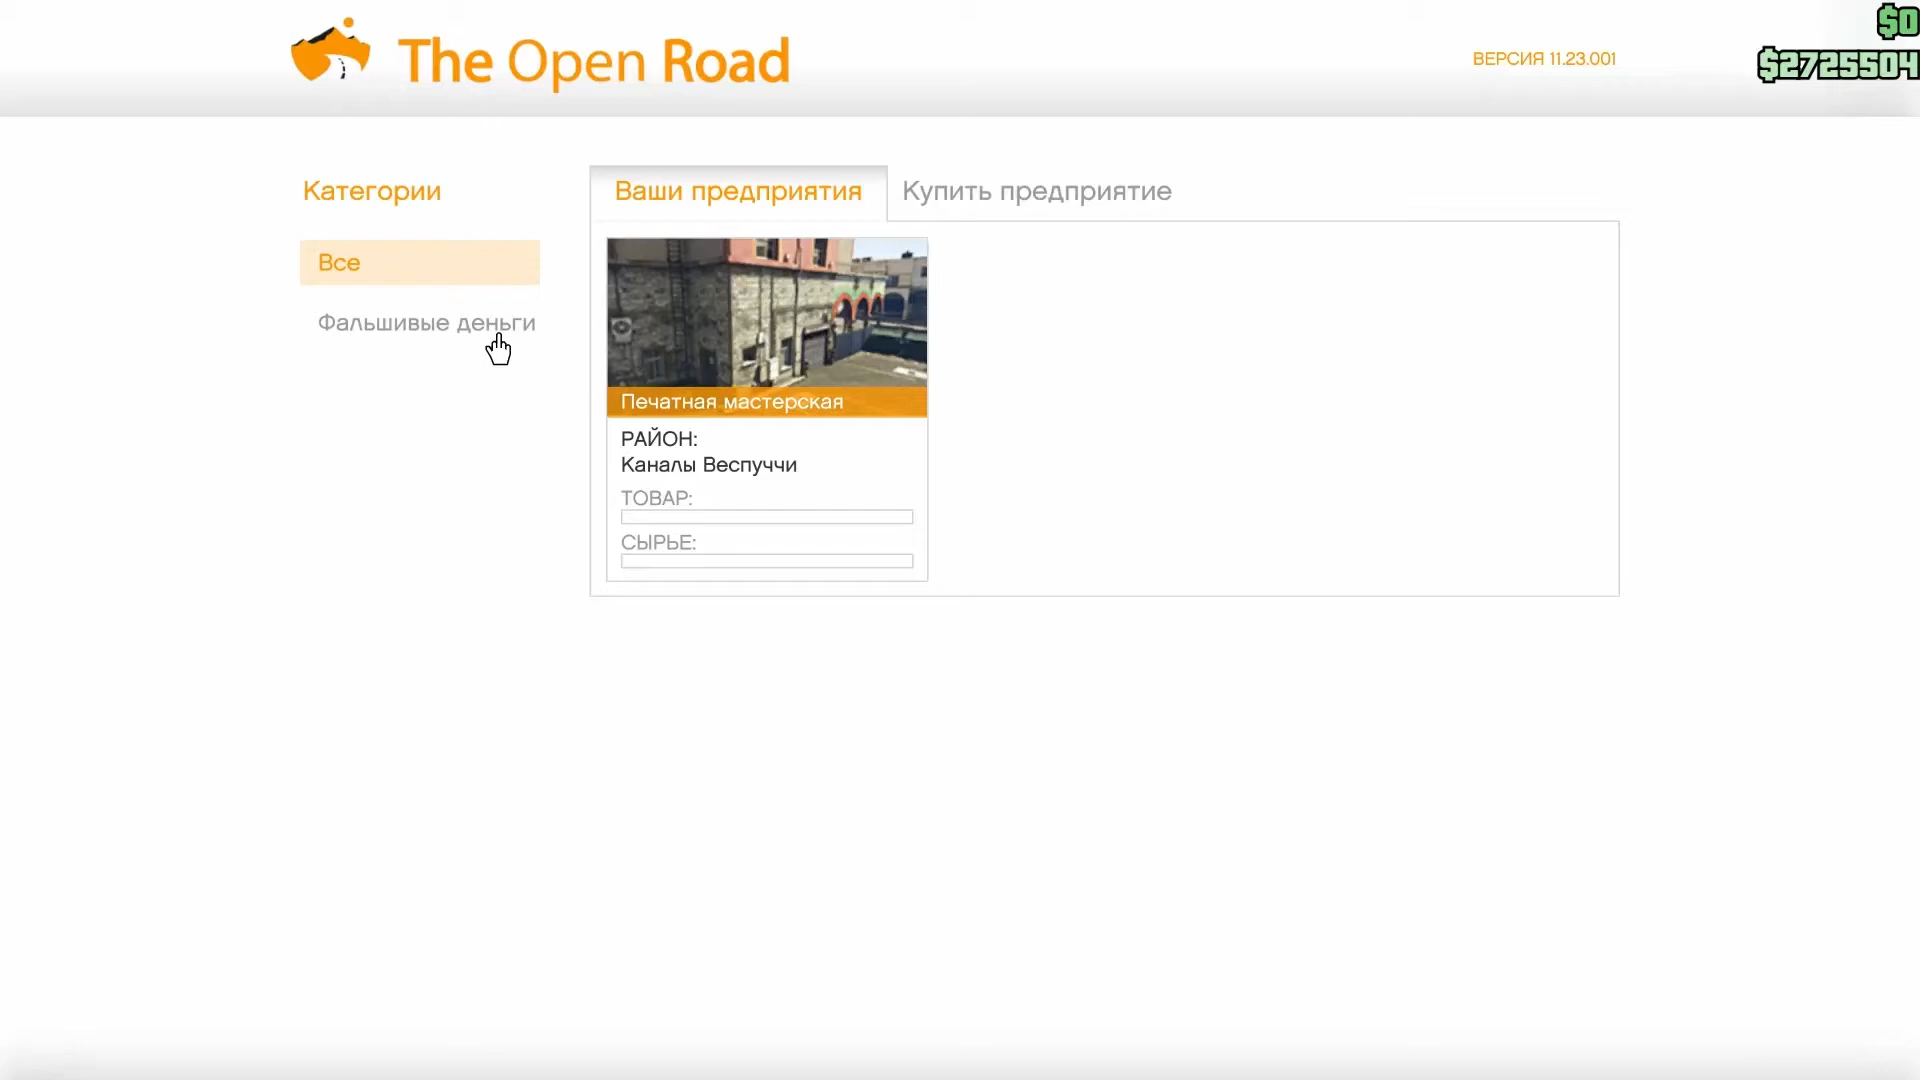 The Open Road
ВЕРСИЯ 11.23.001
$0
$2725504
Категории
Все
Фальшивые деньги
Ваши предприятия
Купить предприятие
Печатная мастерская
РАЙОН:
Каналы Веспуччи
ТОВАР:
СЫРЬЕ: